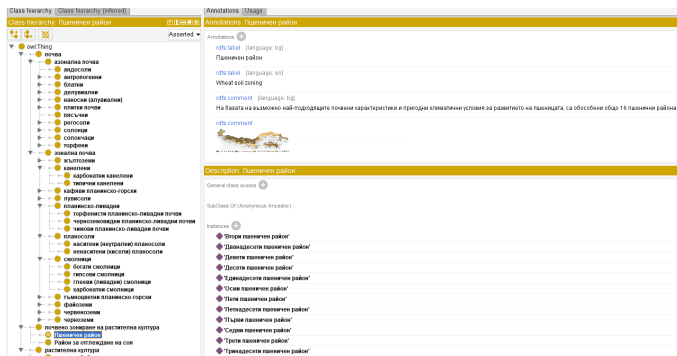 Class hierarchy Class hierarchy (inferred)
Class hierarchy: Пшеничен район
Asserted
owl:Thing
почва
азонална почва
андосоли
антропогенни
блатни
делувиални
наносни (алувиални)
плитки почви
пясъчни
регосоли
солонци
солончаци
торфени
зонална почва
жълтоземи
канелени
карбонатни канелени
типични канелени
кафяви планинско-горски
лувисоли
планинско-ливадни
торфенисти планинско-ливадни почви
черноземовидни планинско-ливадни почви
чимови планинско-ливадни почви
планосоли
наситени (неутрални) планосоли
ненаситени (кисели) планосоли
смолници
богати смолници
гипсови смолници
глееви (ливадни) смолници
карбонатни смолници
тъмноцветни планинско-горски
файоземи
червеноземи
черноземи
почвено зониране на растителна култура
Пшеничен район
Район за отглеждане на соя
растителна култура
Annotations Usage
Annotations: Пшеничен район
Annotations
rdfs:label [language: bg]
Пшеничен район
rdfs:label [language: en]
Wheat soil zoning
rdfs:comment [language: bg]
На базата на възможно най-подходящите почвени характеристики и пригодни климатични условия за развитието на пшеницата, са обособени общо 16 пшенични района
rdfs:comment
Description: Пшеничен район
General class axioms
SubClass Of (Anonymous Ancestor)
Instances
'Втори пшеничен район'
'Дванадесети пшеничен район'
'Девети пшеничен район'
'Десети пшеничен район'
'Единадесети пшеничен район'
'Осми пшеничен район'
'Пети пшеничен район'
'Петнадесети пшеничен район'
'Първи пшеничен район'
'Седми пшеничен район'
'Трети пшеничен район'
'Тринадесети пшеничен район'